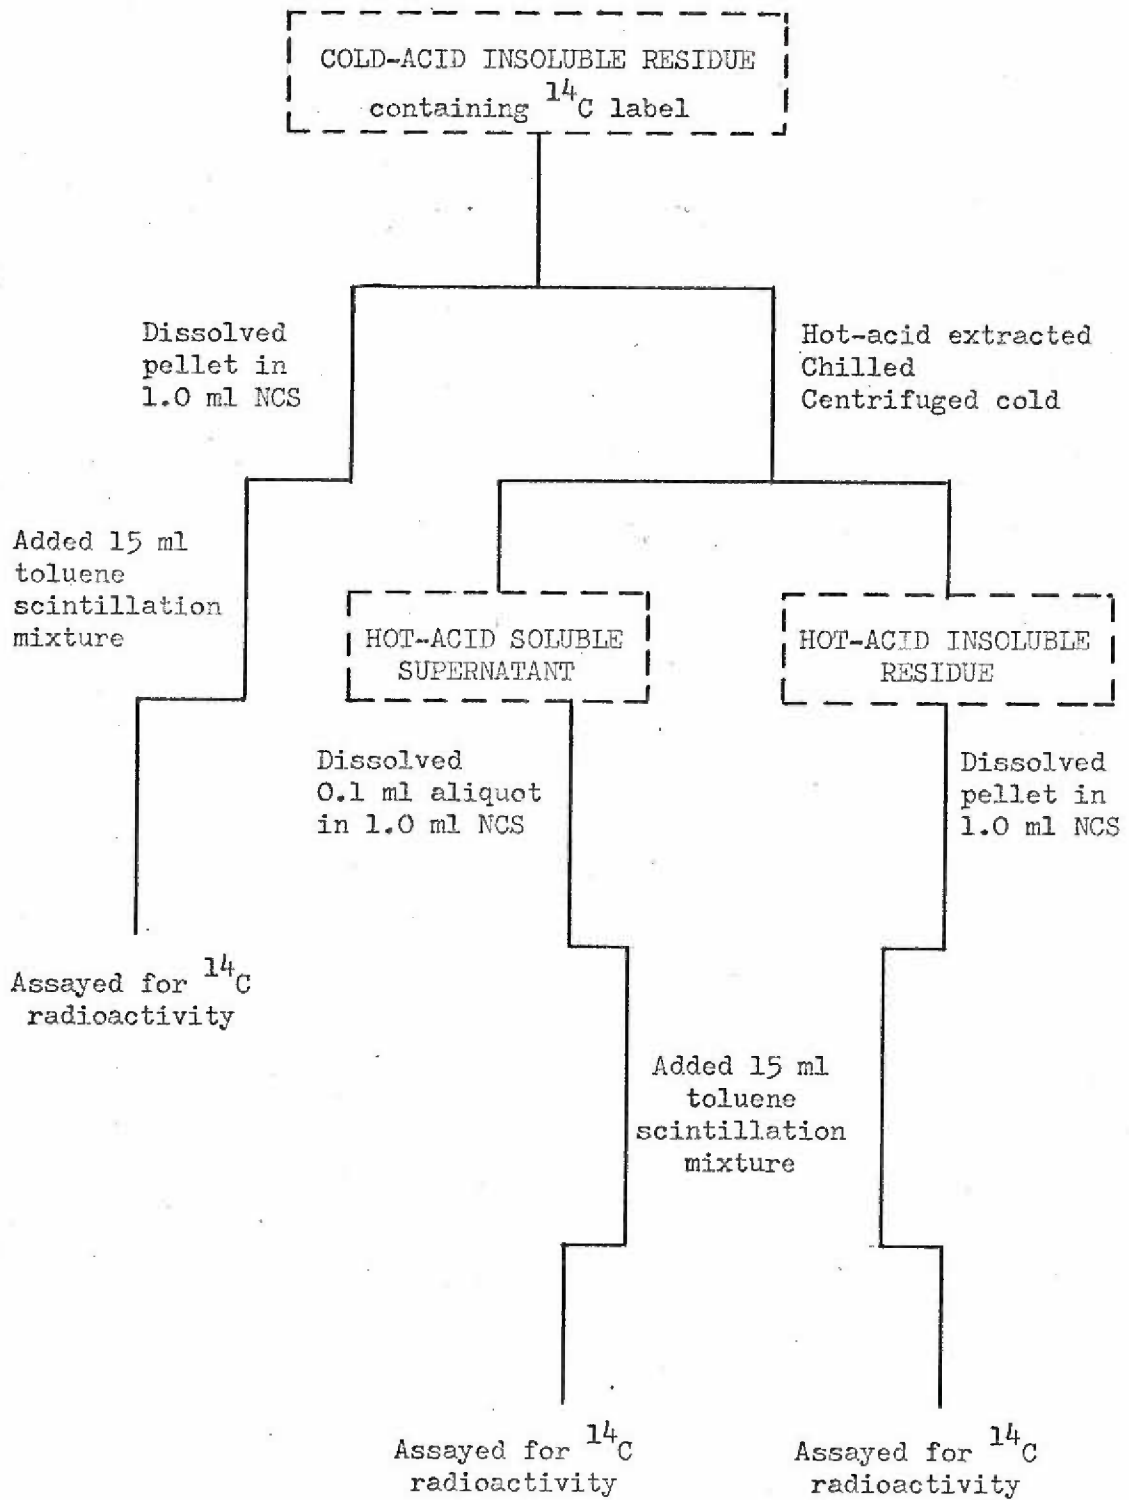 COLD-ACID INSOLUBLE RESIDUE
containing 14C label
Dissolved
pellet in
1.0 ml NCS
Hot-acid extracted
Chilled
Centrifuged cold
Added 15 ml
toluene
scintillation
mixture
HOT-ACID SOLUBLE
SUPERNATANT
HOT-ACID INSOLUBLE
RESIDUE
Dissolved
0.1 ml aliquot
in 1.0 ml NCS
Dissolved
pellet in
1.0 ml NCS
Assayed for 14C
radioactivity
Added 15 ml
toluene
scintillation
mixture
Assayed for 14C
radioactivity
Assayed for 14C
radioactivity